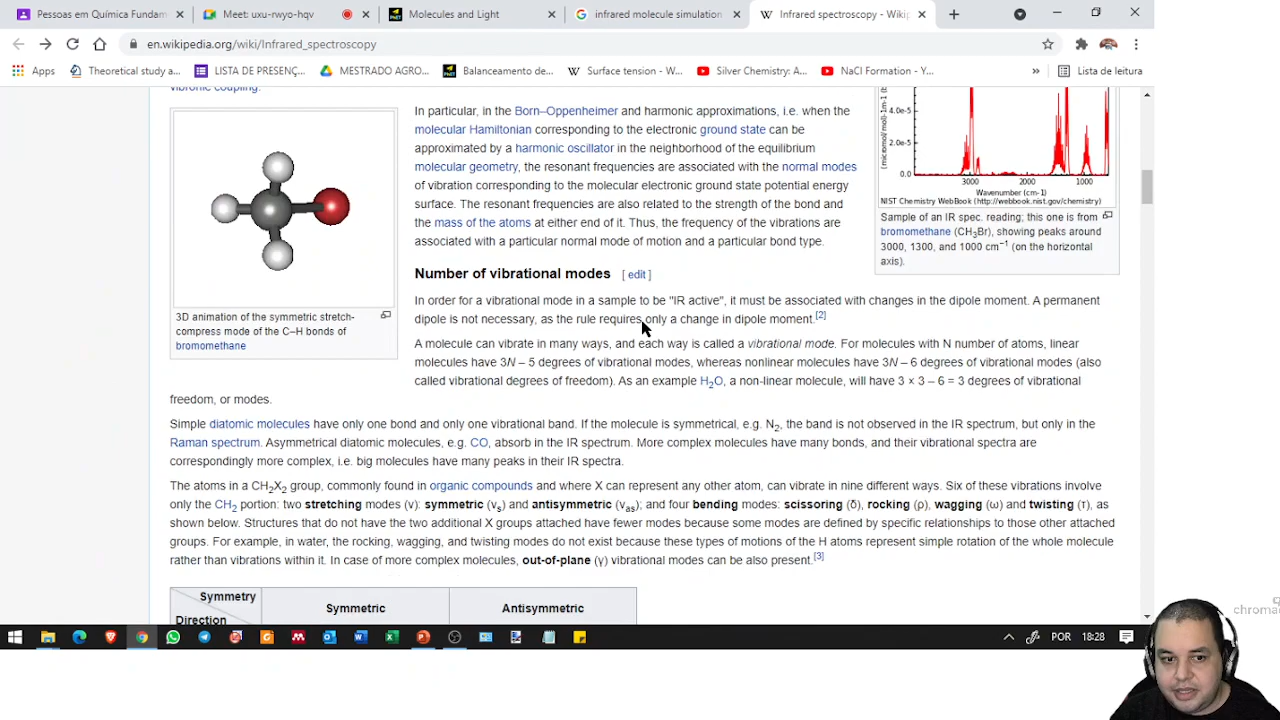 Pessoas em Química Fundam
Meet: uxu-rwyo-hqv
Molecules and Light
infrared molecule simulation
Infrared spectroscopy - Wikip
en.wikipedia.org/wiki/Infrared_spectroscopy
Apps
Theoretical study a...
LISTA DE PRESENÇ...
MESTRADO AGRO...
Balanceamento de...
Surface tension - W...
Silver Chemistry: A...
NaCl Formation - Y...
Lista de leitura
vibronic coupling.
In particular, in the Born–Oppenheimer and harmonic approximations, i.e. when the
molecular Hamiltonian corresponding to the electronic ground state can be
approximated by a harmonic oscillator in the neighborhood of the equilibrium
molecular geometry, the resonant frequencies are associated with the normal modes
of vibration corresponding to the molecular electronic ground state potential energy
surface. The resonant frequencies are also related to the strength of the bond and
the mass of the atoms at either end of it. Thus, the frequency of the vibrations are
associated with a particular normal mode of motion and a particular bond type.
(micromol/mol)-1m-1 (b
4.0e-5
2.0e-5
0.0
3000 2000 1000
Wavenumber (cm-1)
NIST Chemistry WebBook (http://webbook.nist.gov/chemistry)
Sample of an IR spec. reading; this one is from
bromomethane (CH3Br), showing peaks around
3000, 1300, and 1000 cm−1 (on the horizontal
axis).
3D animation of the symmetric stretch-
compress mode of the C–H bonds of
bromomethane
Number of vibrational modes [ edit ]
In order for a vibrational mode in a sample to be "IR active", it must be associated with changes in the dipole moment. A permanent
dipole is not necessary, as the rule requires only a change in dipole moment.[2]
A molecule can vibrate in many ways, and each way is called a vibrational mode. For molecules with N number of atoms, linear
molecules have 3N – 5 degrees of vibrational modes, whereas nonlinear molecules have 3N – 6 degrees of vibrational modes (also
called vibrational degrees of freedom). As an example H2O, a non-linear molecule, will have 3 × 3 – 6 = 3 degrees of vibrational
freedom, or modes.
Simple diatomic molecules have only one bond and only one vibrational band. If the molecule is symmetrical, e.g. N2, the band is not observed in the IR spectrum, but only in the
Raman spectrum. Asymmetrical diatomic molecules, e.g. CO, absorb in the IR spectrum. More complex molecules have many bonds, and their vibrational spectra are
correspondingly more complex, i.e. big molecules have many peaks in their IR spectra.
The atoms in a CH2X2 group, commonly found in organic compounds and where X can represent any other atom, can vibrate in nine different ways. Six of these vibrations involve
only the CH2 portion: two stretching modes (ν): symmetric (νs) and antisymmetric (νas); and four bending modes: scissoring (δ), rocking (ρ), wagging (ω) and twisting (τ), as
shown below. Structures that do not have the two additional X groups attached have fewer modes because some modes are defined by specific relationships to those other attached
groups. For example, in water, the rocking, wagging, and twisting modes do not exist because these types of motions of the H atoms represent simple rotation of the whole molecule
rather than vibrations within it. In case of more complex molecules, out-of-plane (γ) vibrational modes can be also present.[3]
Symmetry
Direction
Symmetric
Antisymmetric
chroma
POR 18:28